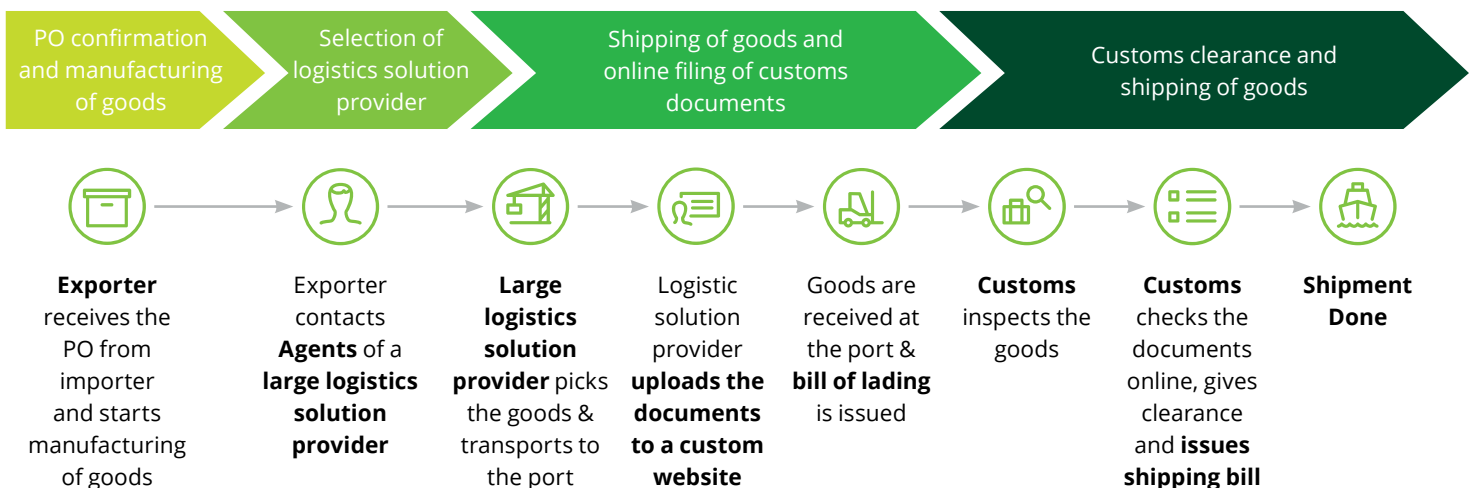 PO confirmation
and manufacturing
of goods
Selection of
logistics solution
provider
Shipping of goods and
online filing of customs
documents
Customs clearance and
shipping of goods
Exporter
receives the
PO from
importer
and starts
manufacturing
of goods
Exporter
contacts
Agents of a
large logistics
solution
provider
Large
logistics
solution
provider picks
the goods &
transports to
the port
Logistic
solution
provider
uploads the
documents
to a custom
website
Goods are
received at
the port &
bill of lading
is issued
Customs
inspects the
goods
Customs
checks the
documents
online, gives
clearance
and issues
shipping bill
Shipment
Done